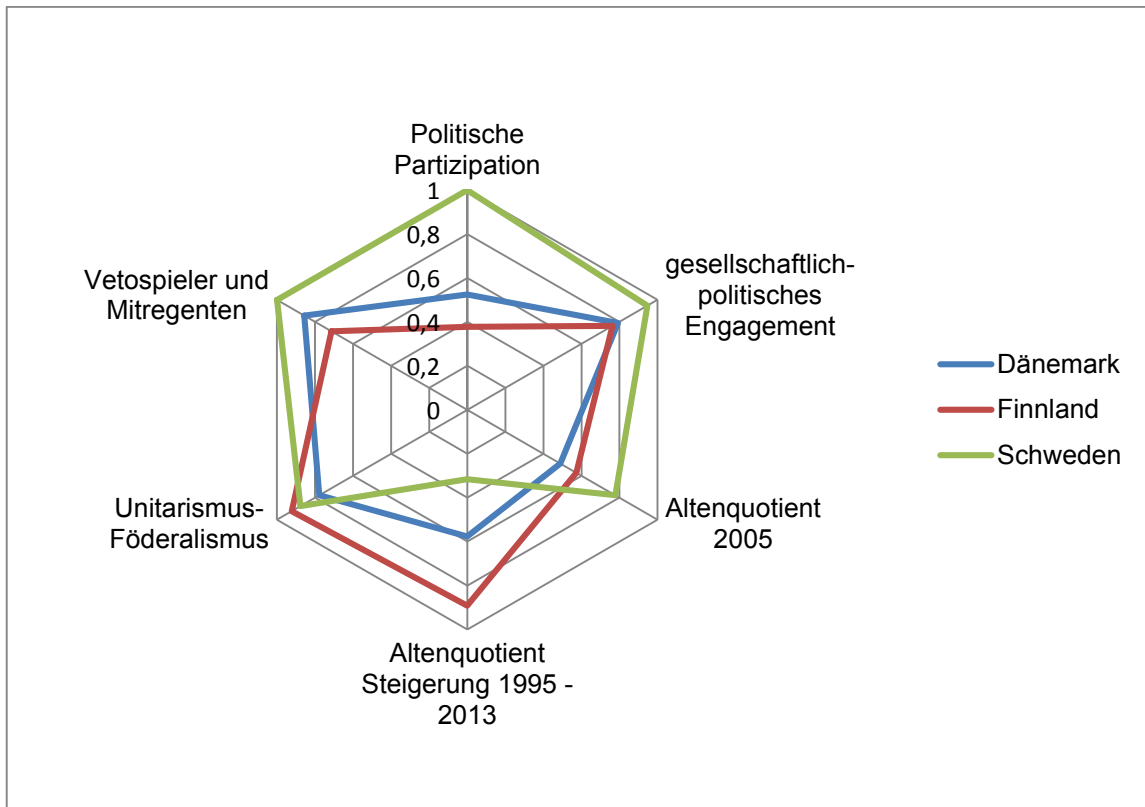 Politische
Partizipation
1
0,8
0,6
0,4
0,2
0
gesellschaftlich-
politisches
Engagement
Altenquotient
2005
Altenquotient
Steigerung 1995 -
2013
Unitarismus-
Föderalismus
Vetospieler und
Mitregenten
Dänemark
Finnland
Schweden